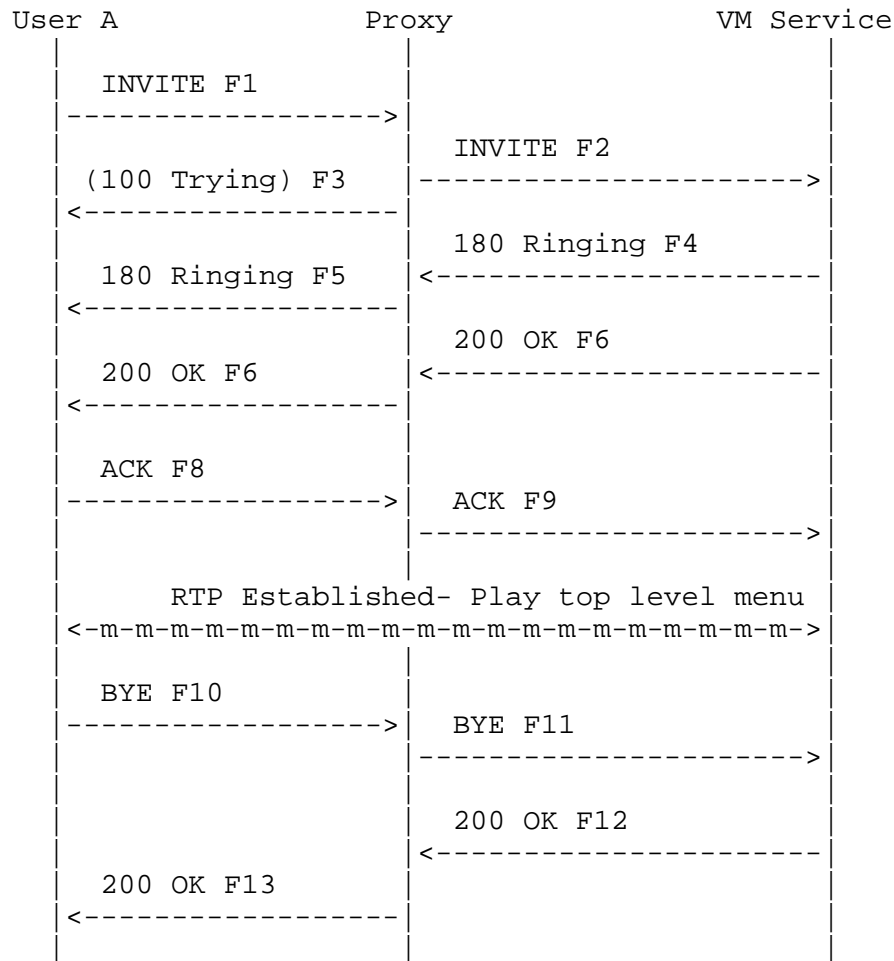 User A Proxy VM Service
INVITE F1
INVITE F2
(100 Trying) F3
180 Ringing F4
180 Ringing F5
200 OK F6
200 OK F6
ACK F8
ACK F9
RTP Established- Play top level menu
<-m-m-m-m-m-m-m-m-m-m-m-m-m-m-m-m-m-m-m-m->
BYE F10
BYE F11
200 OK F12
200 OK F13